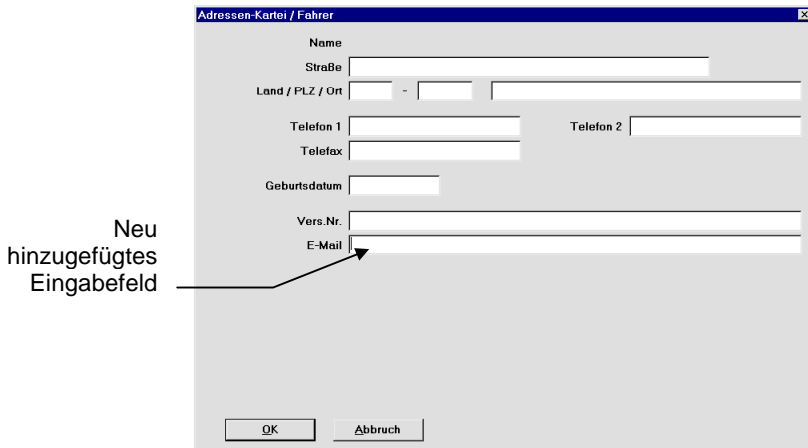 Adressen-Kartei / Fahrer
Name
Straße
Land / PLZ / Ort -
Telefon 1 Telefon 2
Telefax
Geburtsdatum
Vers.Nr.
E-Mail
Neu
hinzugefügtes
Eingabefeld
OK Abbruch